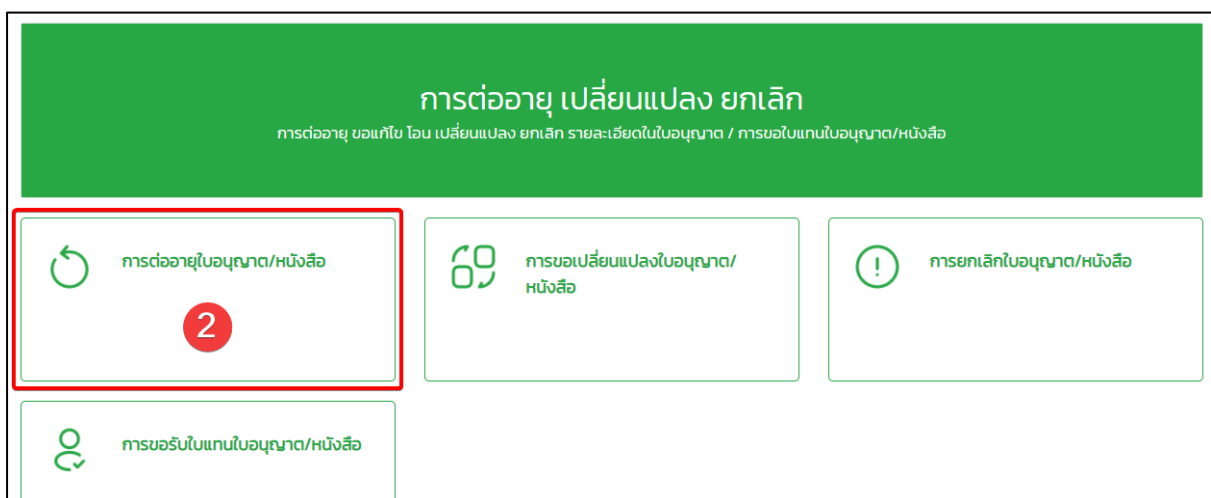 การต่ออายุ เปลี่ยนแปลง ยกเลิก
การต่ออายุ ขอแก้ไข โอน เปลี่ยนแปลง ยกเลิก รายละเอียดในใบอนุญาต / การขอใบแทนใบอนุญาต/หนังสือ
การต่ออายุใบอนุญาต/หนังสือ
2
การขอเปลี่ยนแปลงใบอนุญาต/
หนังสือ
การยกเลิกใบอนุญาต/หนังสือ
การขอรับใบแทนใบอนุญาต/หนังสือ